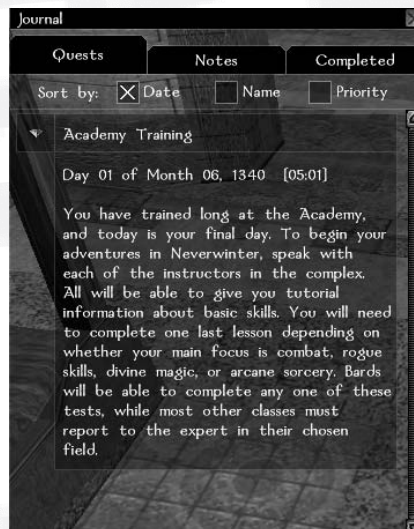 Journal
Quests
Notes
Completed
Sort by: Date Name Priority
Academy Training
Day 01 of Month 06, 1340 [05:01]
You have trained long at the Academy,
and today is your final day. To begin your
adventures in Neverwinter, speak with
each of the instructors in the complex.
All will be able to give you tutorial
information about basic skills. You will need
to complete one last lesson depending on
whether your main focus is combat, rogue
skills, divine magic, or arcane sorcery. Bards
will be able to complete any one of these
tests, while most other classes must
report to the expert in their chosen
field.